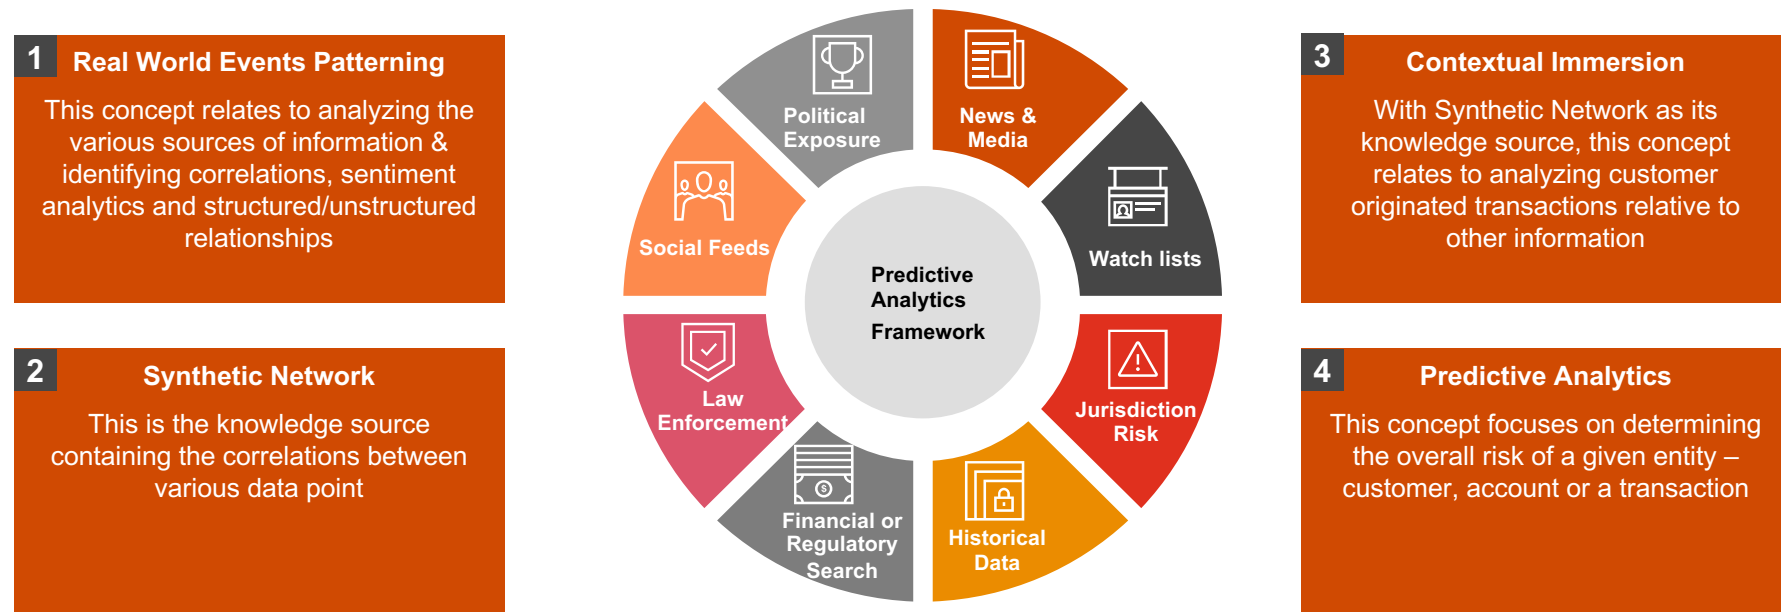 1
Real World Events Patterning
This concept relates to analyzing the
various sources of information &
identifying correlations, sentiment
analytics and structured/unstructured
relationships
2
Synthetic Network
This is the knowledge source
containing the correlations between
various data point
Political
Exposure
News &
Media
Social Feeds
Watch lists
Predictive
Analytics
Framework
Law
Enforcement
Jurisdiction
Risk
Financial or
Regulatory
Search
Historical
Data
3
Contextual Immersion
With Synthetic Network as its
knowledge source, this concept
relates to analyzing customer
originated transactions relative to
other information
4
Predictive Analytics
This concept focuses on determining
the overall risk of a given entity –
customer, account or a transaction